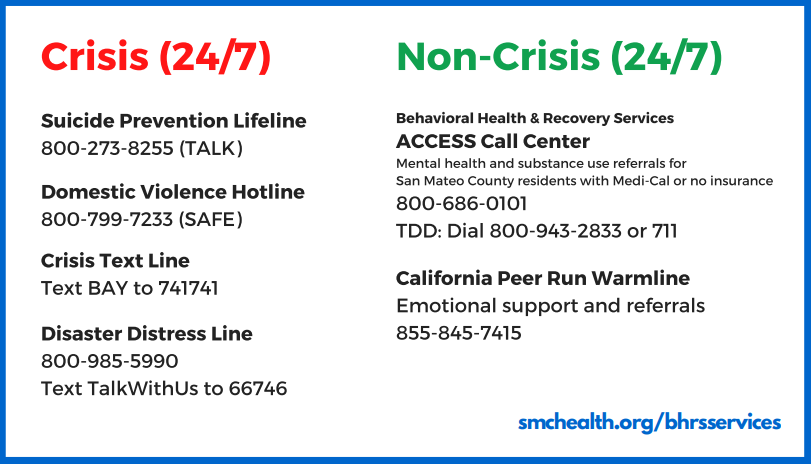 Crisis (24/7)
Suicide Prevention Lifeline
800-273-8255 (TALK)
Domestic Violence Hotline
800-799-7233 (SAFE)
Crisis Text Line
Text BAY to 741741
Disaster Distress Line
800-985-5990
Text TalkWithUs to 66746
Non-Crisis (24/7)
Behavioral Health & Recovery Services
ACCESS Call Center
Mental health and substance use referrals for
San Mateo County residents with Medi-Cal or no insurance
800-686-0101
TDD: Dial 800-943-2833 or 711
California Peer Run Warmline
Emotional support and referrals
855-845-7415
smchealth.org/bhrsservices